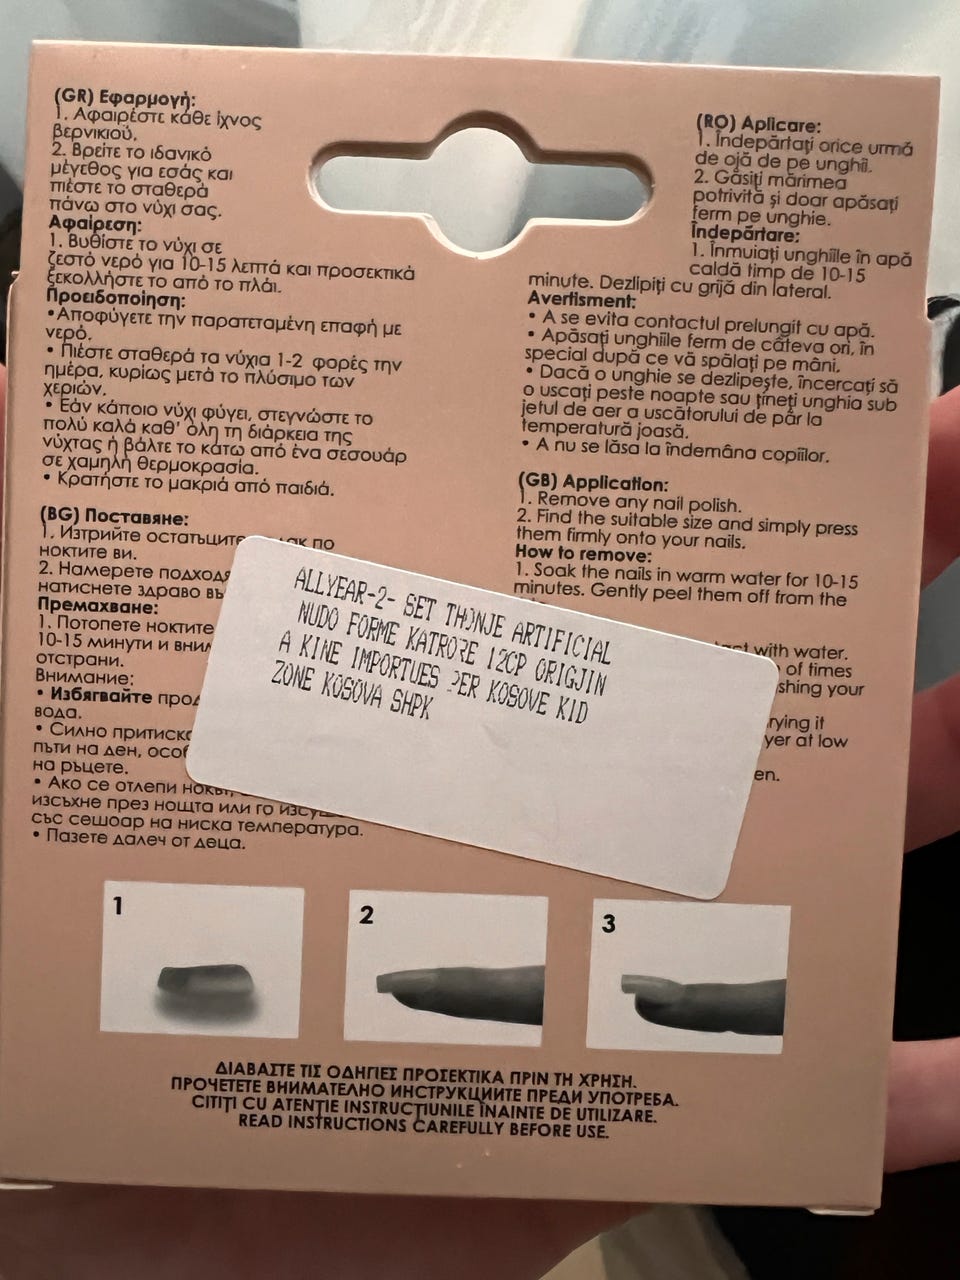 (GR) Εφαρμογή:
1. Αφαιρέστε κάθε ίχνος
βερνικιού.
2. Βρείτε το ιδανικό
μέγεθος για εσάς και
πιέστε το σταθερά
πάνω στο νύχι σας.
Αφαίρεση:
1. Βυθίστε το νύχι σε
ζεστό νερό για 10-15 λεπτά και προσεκτικά
ξεκολλήστε το από το πλάι.
Προειδοποίηση:
•Αποφύγετε την παρατεταμένη επαφή με
νερό.
• Πιέστε σταθερά τα νύχια 1-2 φορές την
ημέρα, κυρίως μετά το πλύσιμο των
χεριών.
• Εάν κάποιο νύχι φύγει, στεγνώστε το
πολύ καλά καθ' όλη τη διάρκεια της
νύχτας ή βάλτε το κάτω από ένα σεσουάρ
σε χαμηλή θερμοκρασία.
• Κρατήστε το μακριά από παιδιά.
(RO) Aplicare:
1. Îndepărtați orice urmă
de ojă de pe unghii.
2. Găsiți mărimea
potrivită și doar apăsați
ferm pe unghie.
Îndepărtare:
1. Înmuiați unghiile în apă
caldă timp de 10-15
minute. Dezlipiți cu grijă din lateral.
Avertisment:
• A se evita contactul prelungit cu apă.
• Apăsați unghiile ferm de câteva ori, în
special după ce vă spălați pe mâni.
• Dacă o unghie se dezlipește, încercați să
o uscați peste noapte sau țineți unghia sub
jetul de aer a uscătorului de păr la
temperatură joasă.
• A nu se lăsa la îndemâna copiilor.
(BG) Поставяне:
1. Изтрийте остатъците по
ноктите ви.
2. Намерете
натиснете здраво
Премахване:
1. Потопете ноктите
10-15 минути и
отстрани.
Внимание:
• Избягвайте
вода.
• Силно
пъти на ден,
на ръцете.
• Ако се отлепи
изсъхне през нощта или го
със сешоар на ниска температура.
• Пазете далеч от деца.
(GB) Application:
1. Remove any nail polish.
2. Find the suitable size and simply press
them firmly onto your nails.
How to remove:
1. Soak the nails in warm water for 10-15
minutes. Gently peel them off from the
with water.
of times
your
it
at low
ALLYEAR-2- SET THONJE ARTIFICIAL
NUDO FORME KATRORE 12CP ORIGJIN
A KINE IMPORTUES PER KOSOVE KID
ZONE KOSOVA SHPK
1
2
3
ΔΙΑΒΑΣΤΕ ΤΙΣ ΟΔΗΓΙΕΣ ΠΡΟΣΕΚΤΙΚΑ ΠΡΙΝ ΤΗ ΧΡΗΣΗ.
ПРОЧЕТЕТЕ ВНИМАТЕЛНО ИНСТРУКЦИИТЕ ПРЕДИ УПОТРЕБА.
CITIȚI CU ATENȚIE INSTRUCȚIUNILE ÎNAINTE DE UTILIZARE.
READ INSTRUCTIONS CAREFULLY BEFORE USE.